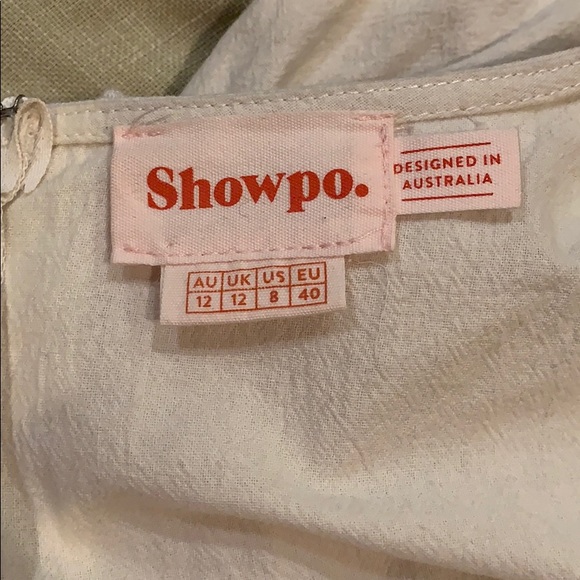 Showpo.
DESIGNED IN
AUSTRALIA
AU UK US EU
12 12 8 40